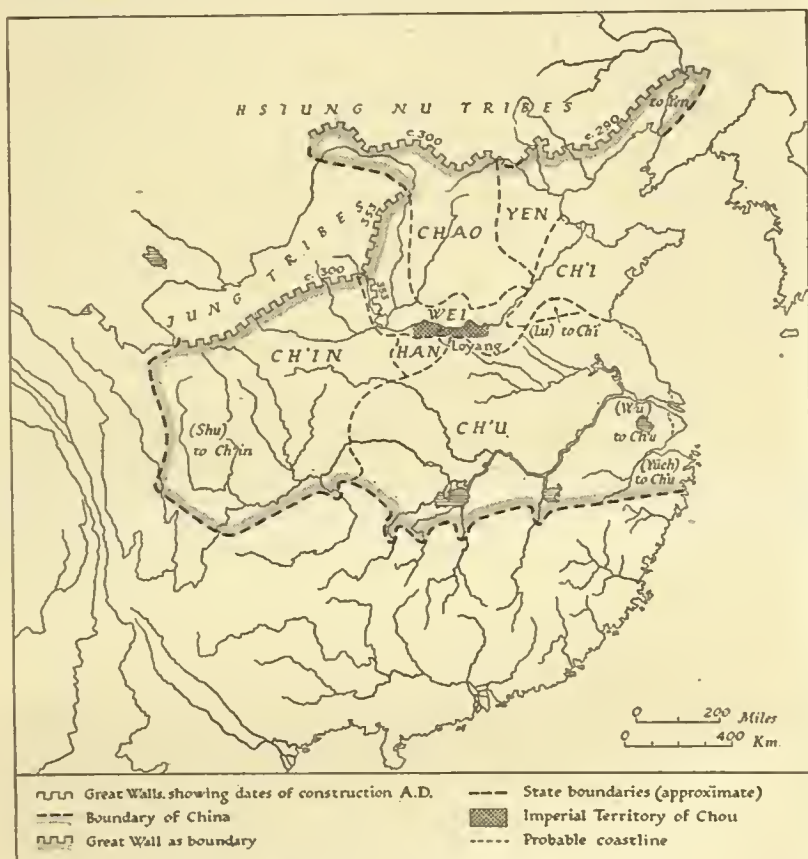 HSIUNG NU TRIBES
c. 300
c. 290
to Yen
JUNG TRIBES
353
c. 300
353
CHAO
YEN
CH'I
WEI
(Lu) to Ch'i
CH'IN
HAN
Loyang
(Shu)
to Ch'in
CH'U
(Wu)
to Ch'u
(Yüeh)
to Ch'u
0 200 Miles
0 400 Km.
Great Walls, showing dates of construction A.D.
Boundary of China
Great Wall as boundary
State boundaries (approximate)
Imperial Territory of Chou
Probable coastline